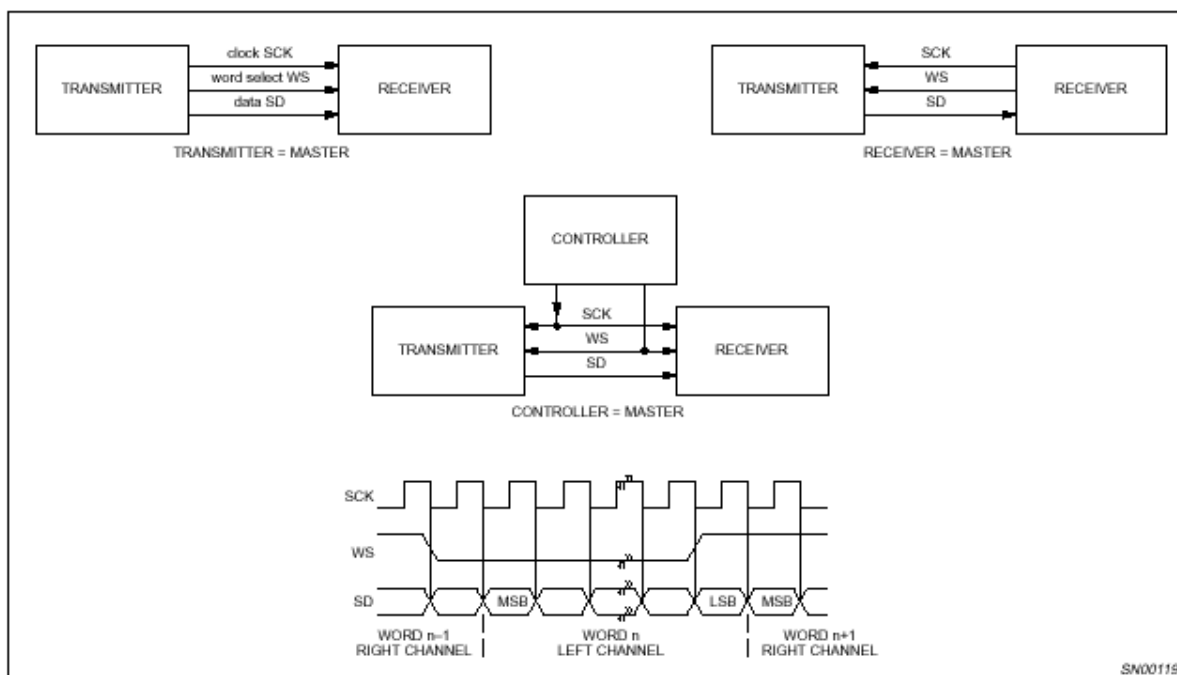 clock SCK
TRANSMITTER
word select WS
RECEIVER
data SD
TRANSMITTER = MASTER
SCK
TRANSMITTER
WS
RECEIVER
SD
RECEIVER = MASTER
CONTROLLER
SCK
TRANSMITTER
WS
RECEIVER
SD
CONTROLLER = MASTER
SCK
WS
SD
MSB
LSB
MSB
WORD n–1
RIGHT CHANNEL
WORD n
LEFT CHANNEL
WORD n+1
RIGHT CHANNEL
SN00119